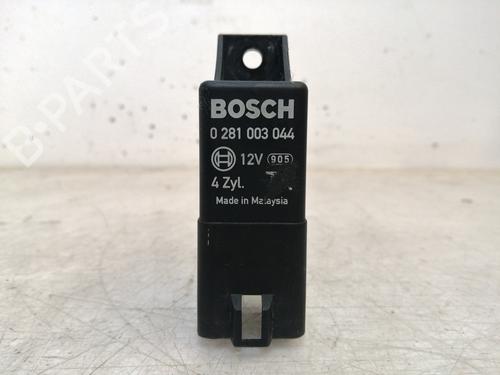 BOSCH
0 281 003 044
12V 905
4 Zyl.
Made in Malaysia
B-PARTS